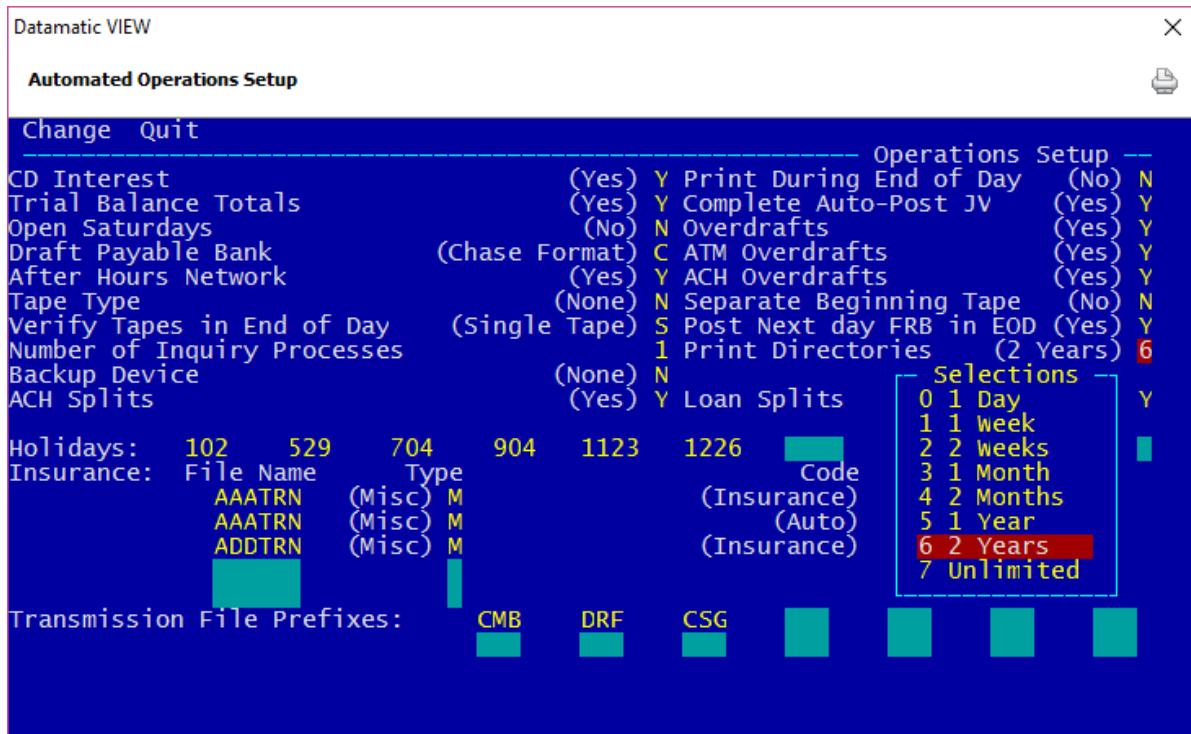 Datamatic VIEW
Automated Operations Setup
Change Quit
Operations Setup
CD Interest (Yes) Y Print During End of Day (No) N
Trial Balance Totals (Yes) Y Complete Auto-Post JV (Yes) Y
Open Saturdays (No) N Overdrafts (Yes) Y
Draft Payable Bank (Chase Format) C ATM Overdrafts (Yes) Y
After Hours Network (Yes) Y ACH Overdrafts (Yes) Y
Tape Type (None) N Separate Beginning Tape (No) N
Verify Tapes in End of Day (Single Tape) S Post Next day FRB in EOD (Yes) Y
Number of Inquiry Processes 1 Print Directories (2 Years) 6
Backup Device (None) N Selections
ACH Splits (Yes) Y Loan Splits 0 1 Day Y
1 1 Week
Holidays: 102 529 704 904 1123 1226 2 2 Weeks
Insurance: File Name Type Code 3 1 Month
AAATRN (Misc) M (Insurance) 4 2 Months
AAATRN (Misc) M (Auto) 5 1 Year
ADDTRN (Misc) M (Insurance) 6 2 Years
7 Unlimited
Transmission File Prefixes: CMB DRF CSG